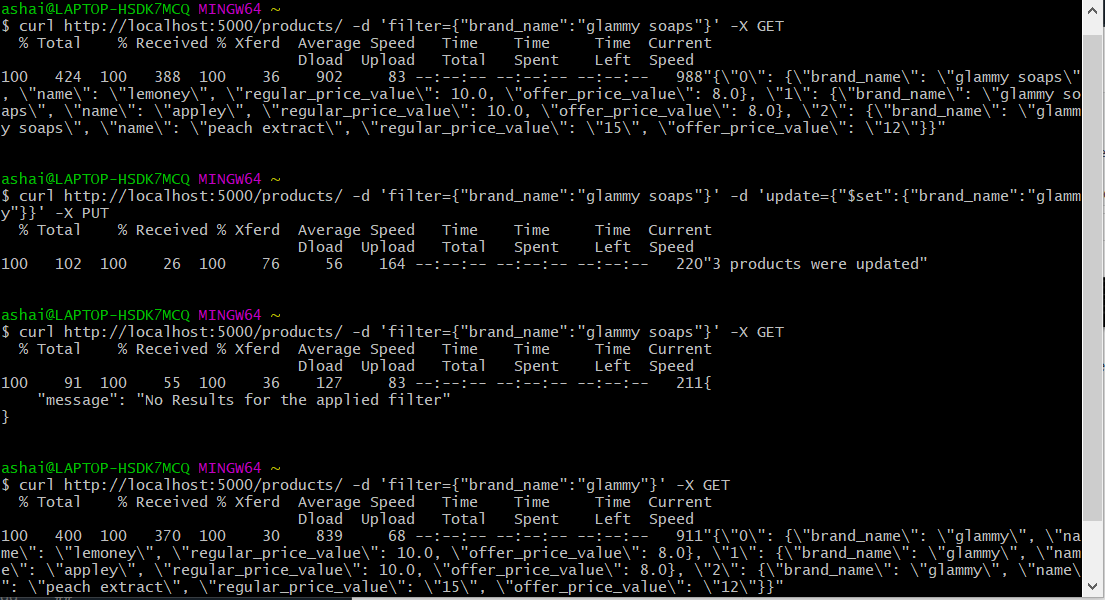 ashai@LAPTOP-HSDK7MCQ MINGW64 ~
$ curl http://localhost:5000/products/ -d 'filter={"brand_name":"glammy soaps"}' -X GET
  % Total    % Received % Xferd  Average Speed   Time    Time     Time  Current
                                 Dload  Upload   Total   Spent    Left  Speed
100   424  100   388  100    36    902     83 --:--:-- --:--:-- --:--:--   988"{\"0\": {\"brand_name\": \"glammy soaps\"
, \"name\": \"lemoney\", \"regular_price_value\": 10.0, \"offer_price_value\": 8.0}, \"1\": {\"brand_name\": \"glammy so
aps\", \"name\": \"appley\", \"regular_price_value\": 10.0, \"offer_price_value\": 8.0}, \"2\": {\"brand_name\": \"glamm
y soaps\", \"name\": \"peach extract\", \"regular_price_value\": \"15\", \"offer_price_value\": \"12\"}}"
ashai@LAPTOP-HSDK7MCQ MINGW64 ~
$ curl http://localhost:5000/products/ -d 'filter={"brand_name":"glammy soaps"}' -d 'update={"$set":{"brand_name":"glamm
y"}}' -X PUT
  % Total    % Received % Xferd  Average Speed   Time    Time     Time  Current
                                 Dload  Upload   Total   Spent    Left  Speed
100   102  100    26  100    76     56    164 --:--:-- --:--:-- --:--:--   220"3 products were updated"
ashai@LAPTOP-HSDK7MCQ MINGW64 ~
$ curl http://localhost:5000/products/ -d 'filter={"brand_name":"glammy soaps"}' -X GET
  % Total    % Received % Xferd  Average Speed   Time    Time     Time  Current
                                 Dload  Upload   Total   Spent    Left  Speed
100    91  100    55  100    36    127     83 --:--:-- --:--:-- --:--:--   211{
    "message": "No Results for the applied filter"
}
ashai@LAPTOP-HSDK7MCQ MINGW64 ~
$ curl http://localhost:5000/products/ -d 'filter={"brand_name":"glammy"}' -X GET
  % Total    % Received % Xferd  Average Speed   Time    Time     Time  Current
                                 Dload  Upload   Total   Spent    Left  Speed
100   400  100   370  100    30    839     68 --:--:-- --:--:-- --:--:--   911"{\"0\": {\"brand_name\": \"glammy\", \"na
me\": \"lemoney\", \"regular_price_value\": 10.0, \"offer_price_value\": 8.0}, \"1\": {\"brand_name\": \"glammy\", \"nam
e\": \"appley\", \"regular_price_value\": 10.0, \"offer_price_value\": 8.0}, \"2\": {\"brand_name\": \"glammy\", \"name\
": \"peach extract\", \"regular_price_value\": \"15\", \"offer_price_value\": \"12\"}}"